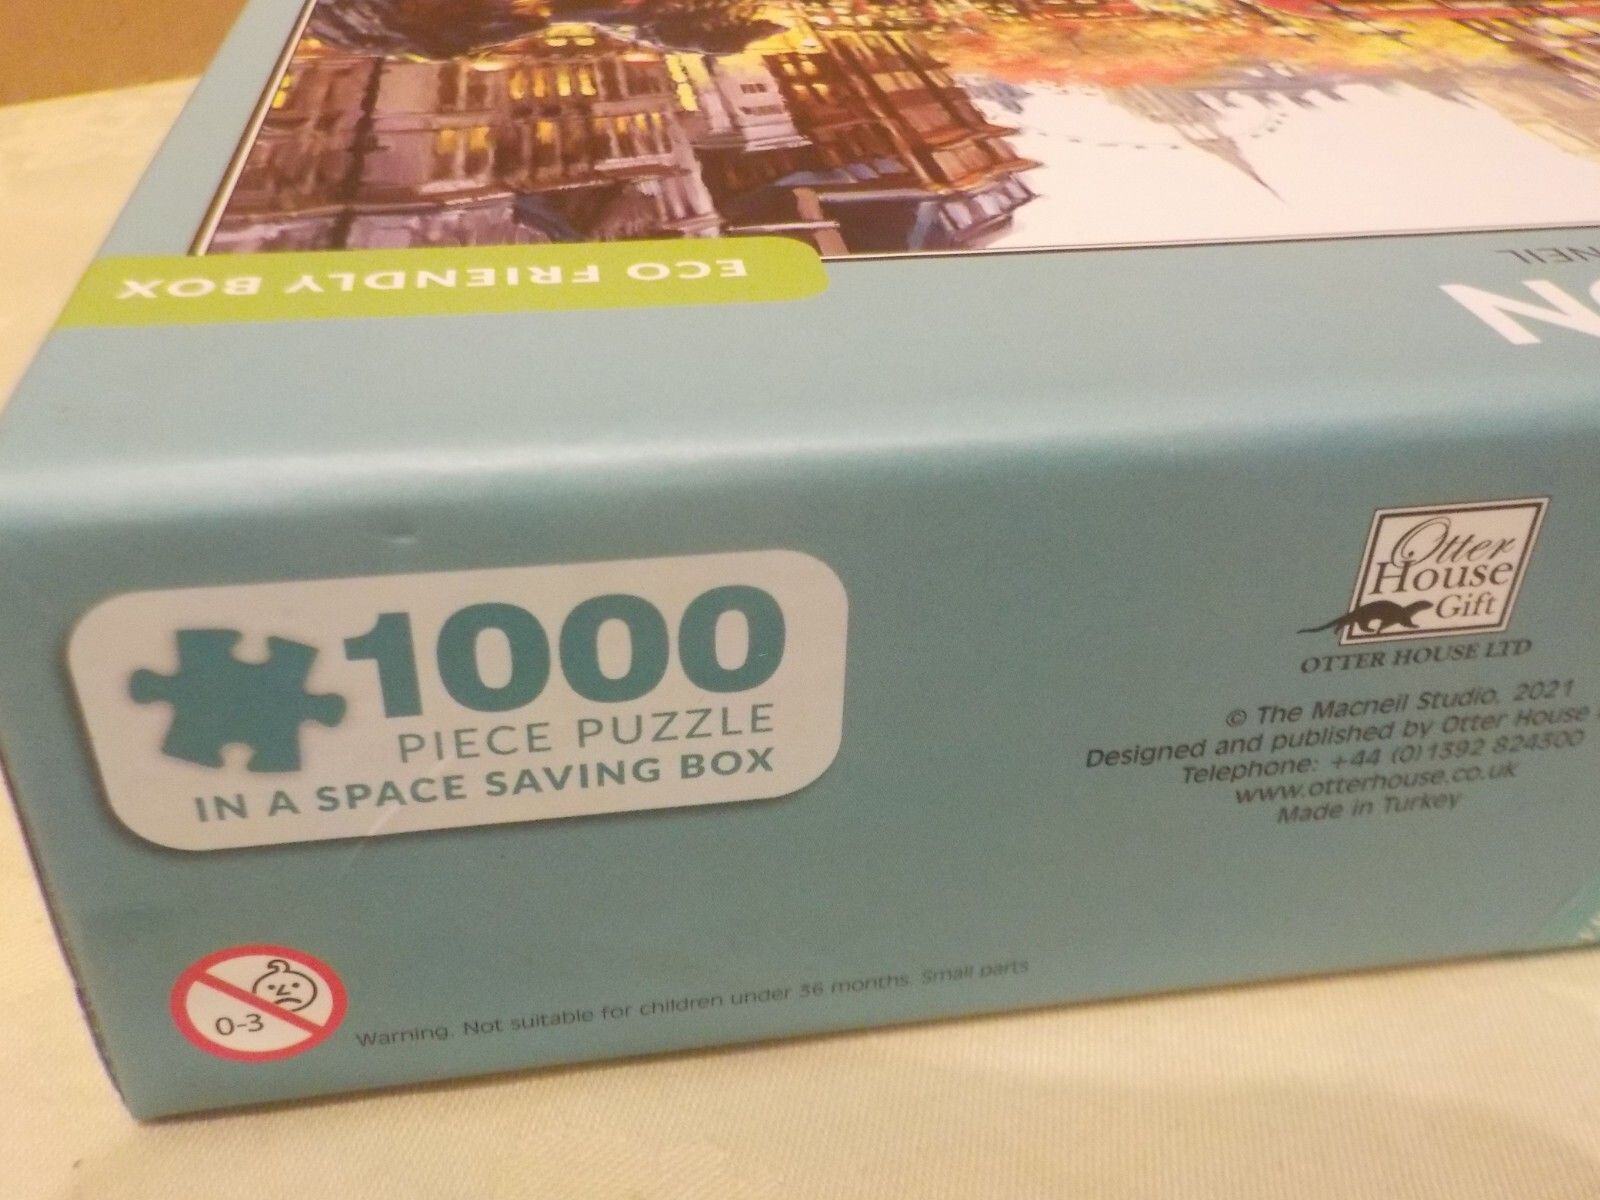 ECO FRIENDLY BOX
NEIL
N
1000
PIECE PUZZLE
IN A SPACE SAVING BOX
Otter
House
Gift
OTTER HOUSE LTD
© The Macneil Studio, 2021
Designed and published by Otter House
Telephone: +44 (0)1392 824300
www.otterhouse.co.uk
Made in Turkey
0-3
Warning. Not suitable for children under 36 months. Small parts